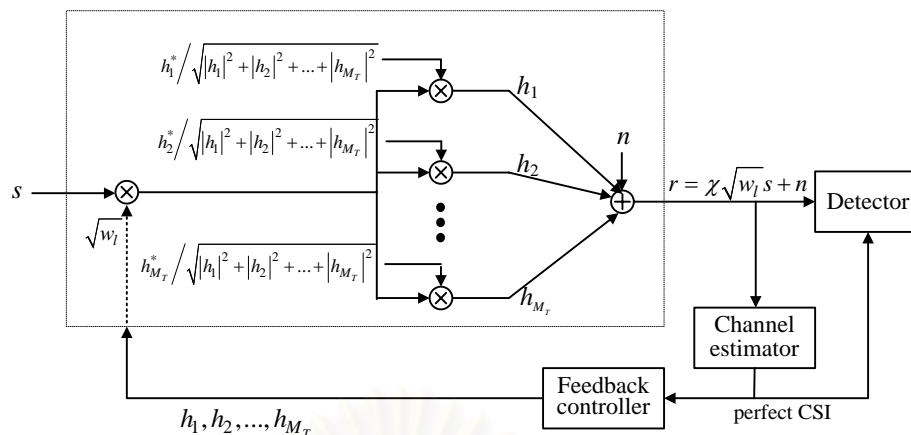 h_1^* / √(|h_1|^2 + |h_2|^2 + ... + |h_{M_T}|^2)
h_1
h_2^* / √(|h_1|^2 + |h_2|^2 + ... + |h_{M_T}|^2)
h_2
n
s
√w_l
r = χ√w_l s + n
Detector
h_{M_T}^* / √(|h_1|^2 + |h_2|^2 + ... + |h_{M_T}|^2)
h_{M_T}
Channel
estimator
Feedback
controller
perfect CSI
h_1, h_2, ..., h_{M_T}